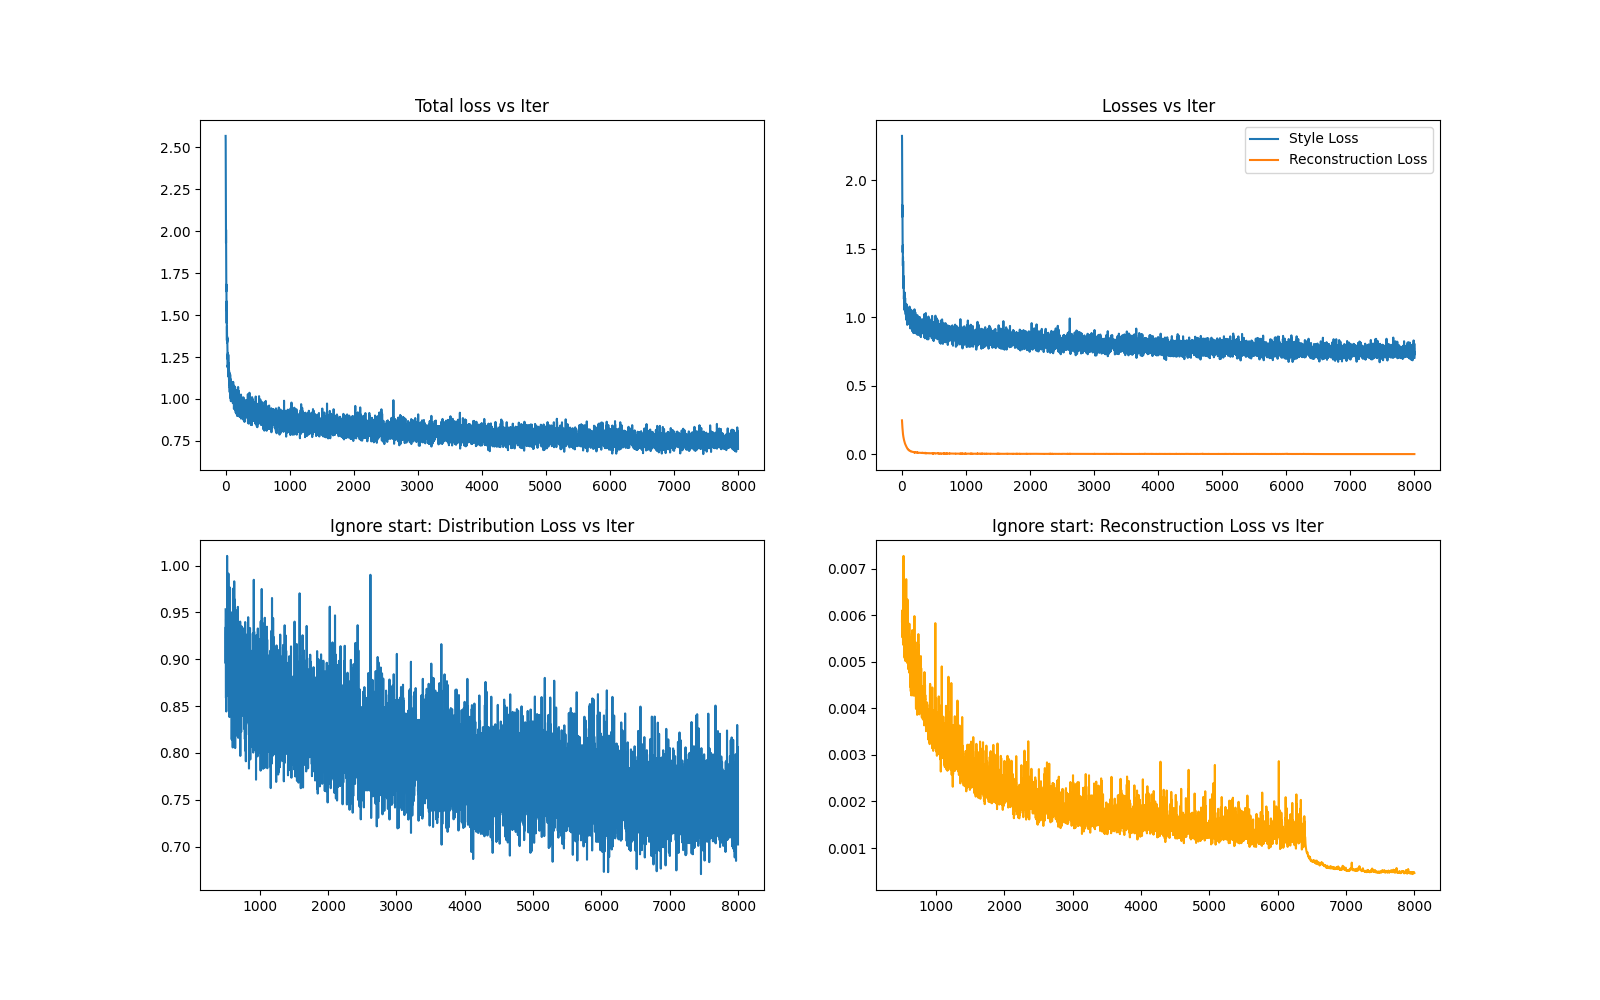 Total loss vs Iter
2.50
2.25
2.00
1.75
1.50
1.25
1.00
0.75
0 1000 2000 3000 4000 5000 6000 7000 8000
Losses vs Iter
Style Loss
Reconstruction Loss
2.0
1.5
1.0
0.5
0.0
0 1000 2000 3000 4000 5000 6000 7000 8000
Ignore start: Distribution Loss vs Iter
1.00
0.95
0.90
0.85
0.80
0.75
0.70
1000 2000 3000 4000 5000 6000 7000 8000
Ignore start: Reconstruction Loss vs Iter
0.007
0.006
0.005
0.004
0.003
0.002
0.001
1000 2000 3000 4000 5000 6000 7000 8000